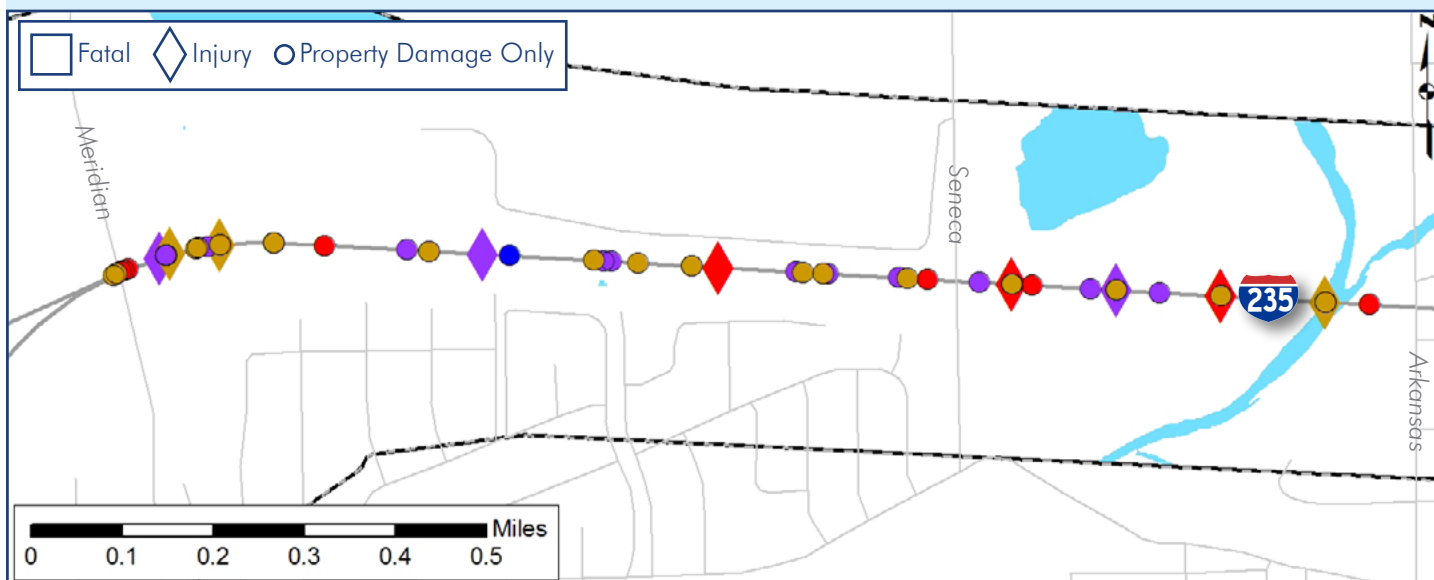 Fatal Injury Property Damage Only
N
Meridian
Seneca
235
Arkansas
Miles
0 0.1 0.2 0.3 0.4 0.5